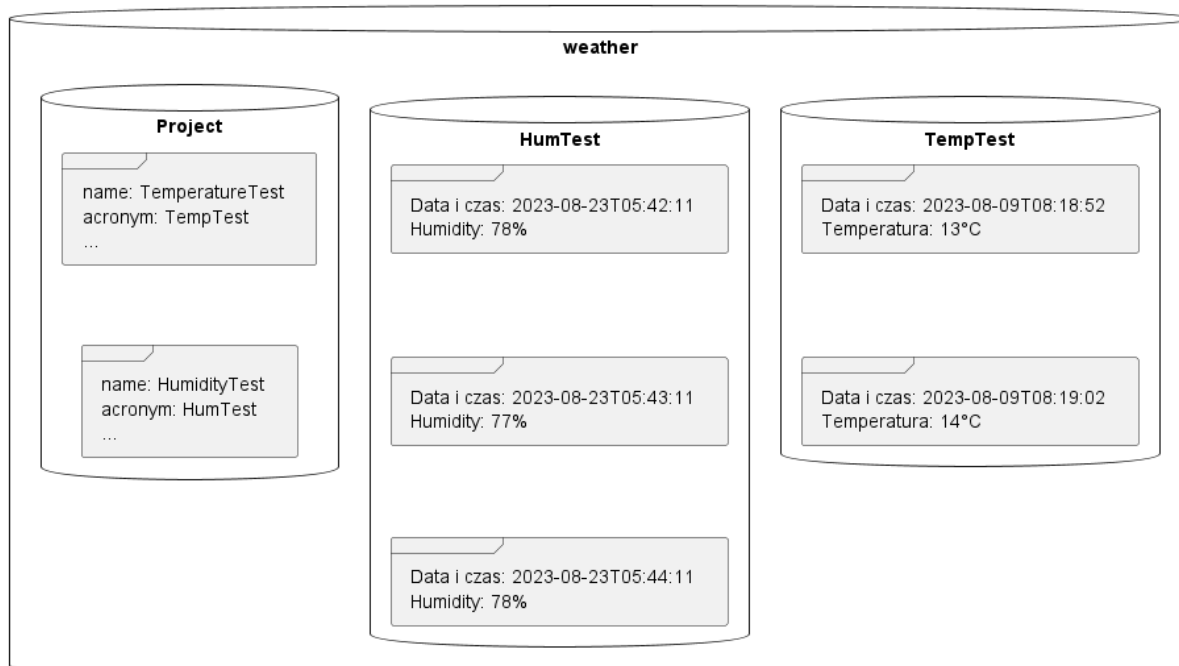 weather
Project
name: TemperatureTest
acronym: TempTest
...
name: HumidityTest
acronym: HumTest
...
HumTest
Data i czas: 2023-08-23T05:42:11
Humidity: 78%
Data i czas: 2023-08-23T05:43:11
Humidity: 77%
Data i czas: 2023-08-23T05:44:11
Humidity: 78%
TempTest
Data i czas: 2023-08-09T08:18:52
Temperatura: 13°C
Data i czas: 2023-08-09T08:19:02
Temperatura: 14°C